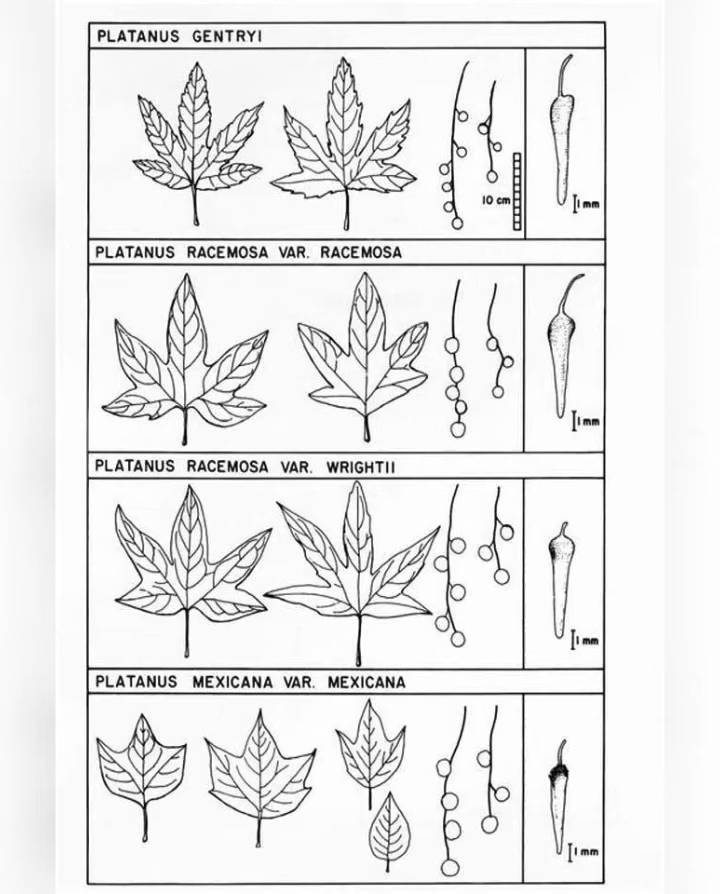 PLATANUS GENTRYI
10 cm
1 mm
PLATANUS RACEMOSA VAR. RACEMOSA
1 mm
PLATANUS RACEMOSA VAR. WRIGHTII
1 mm
PLATANUS MEXICANA VAR. MEXICANA
1 mm